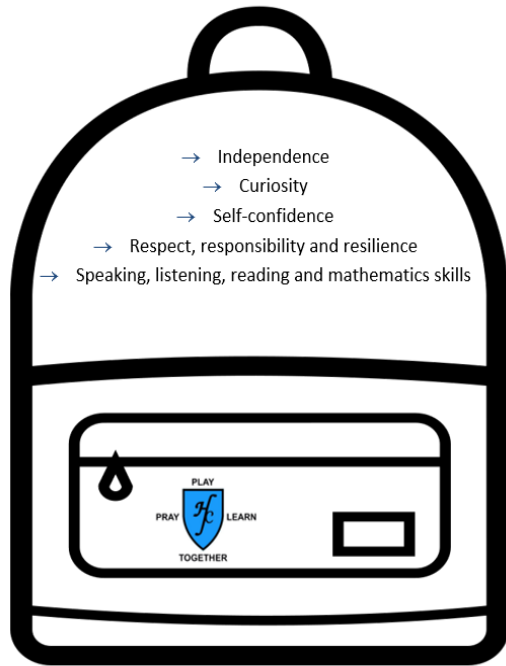 → Independence
→ Curiosity
→ Self-confidence
→ Respect, responsibility and resilience
→ Speaking, listening, reading and mathematics skills
PLAY
PRAY LEARN
TOGETHER